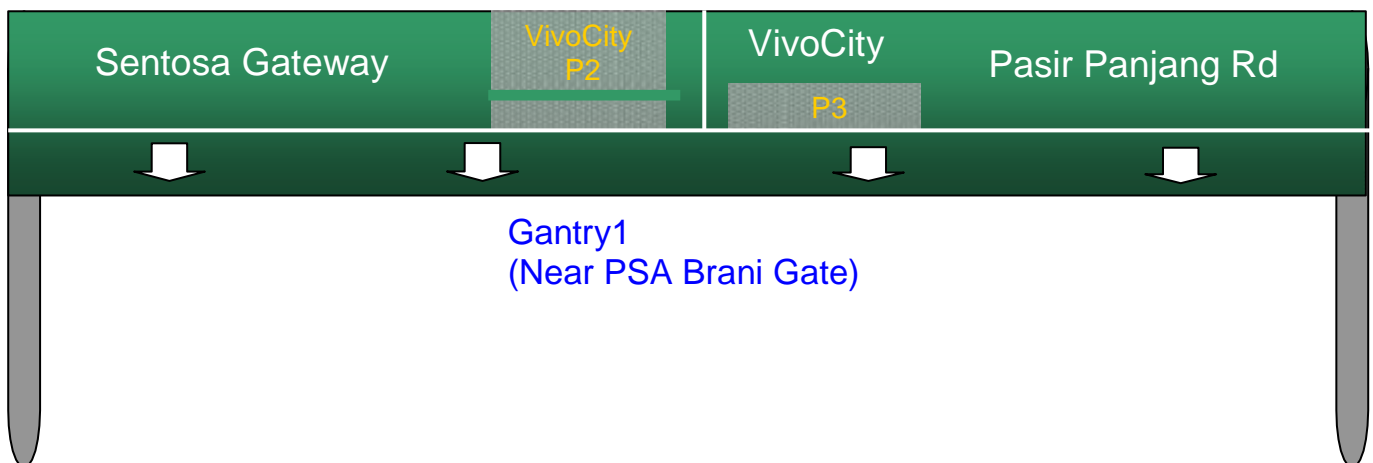 Sentosa Gateway
VivoCity
P2
VivoCity
P3
Pasir Panjang Rd
Gantry1
(Near PSA Brani Gate)